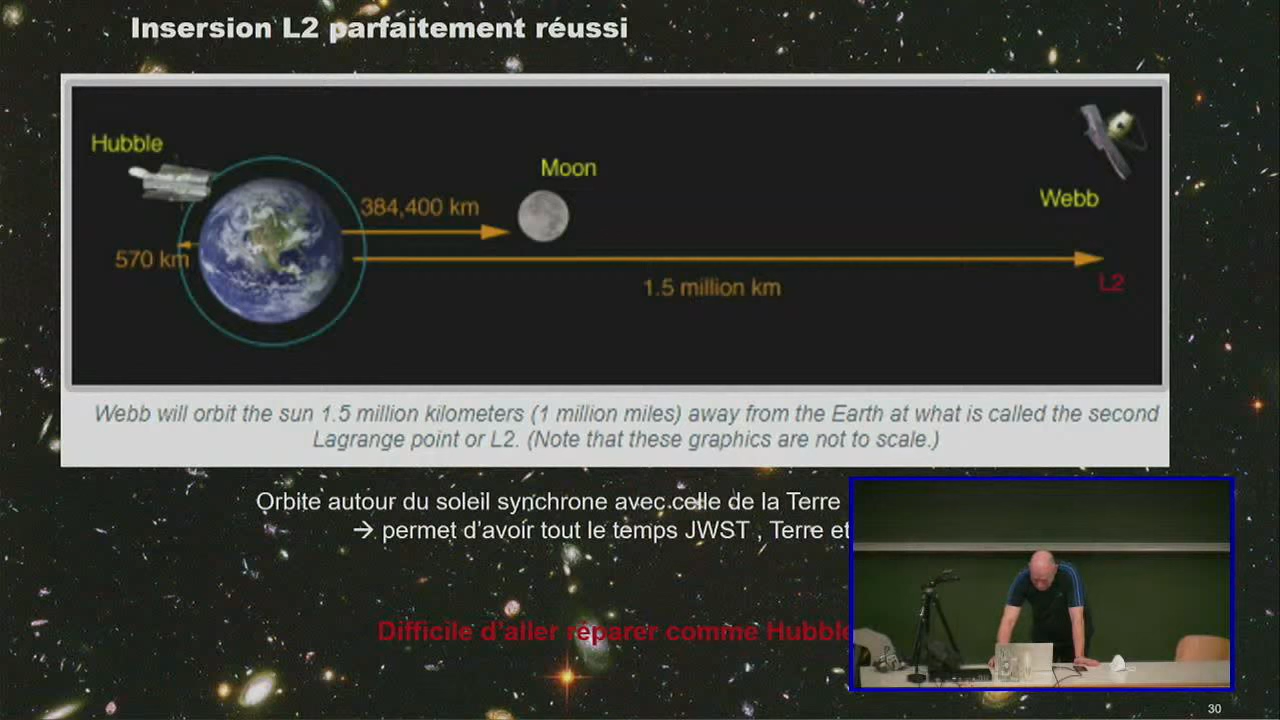 Insersion L2 parfaitement réussi
Hubble
Moon
384,400 km
Webb
570 km
1.5 million km
L2
Webb will orbit the sun 1.5 million kilometers (1 million miles) away from the Earth at what is called the second
Lagrange point or L2. (Note that these graphics are not to scale.)
Orbite autour du soleil synchrone avec celle de la Terre
→ permet d'avoir tout le temps JWST , Terre et
Difficile d'aller réparer comme Hubble
30